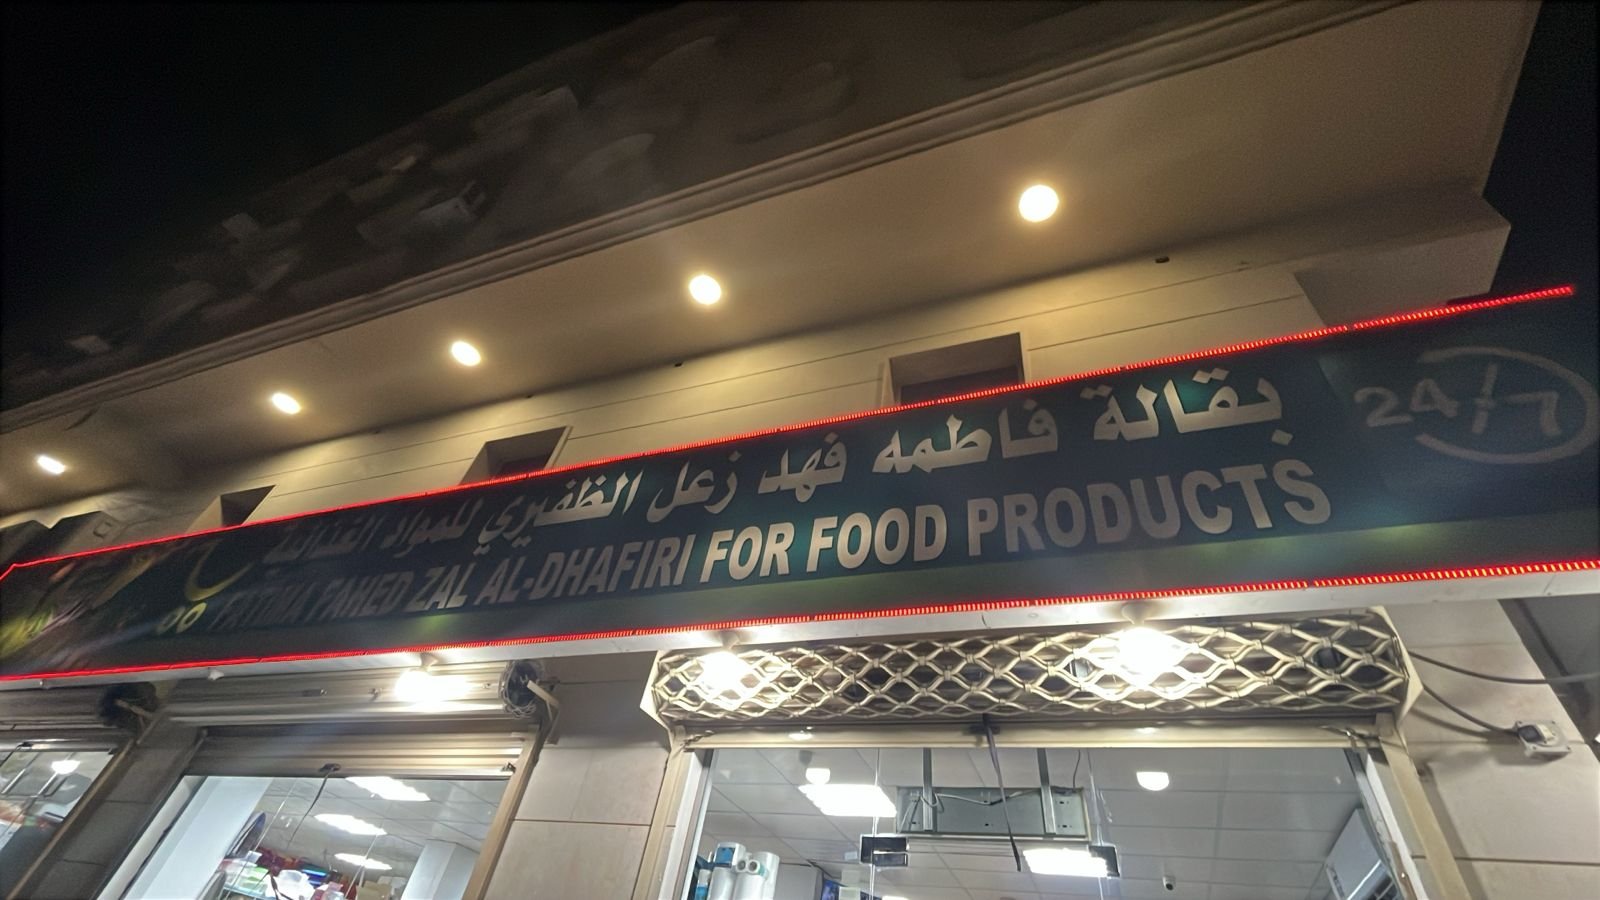 بقالة فاطمه فهد زعل الظفيري للمواد الغذائية
24/7
FATIMA FAHED ZAL AL-DHAFIRI FOR FOOD PRODUCTS